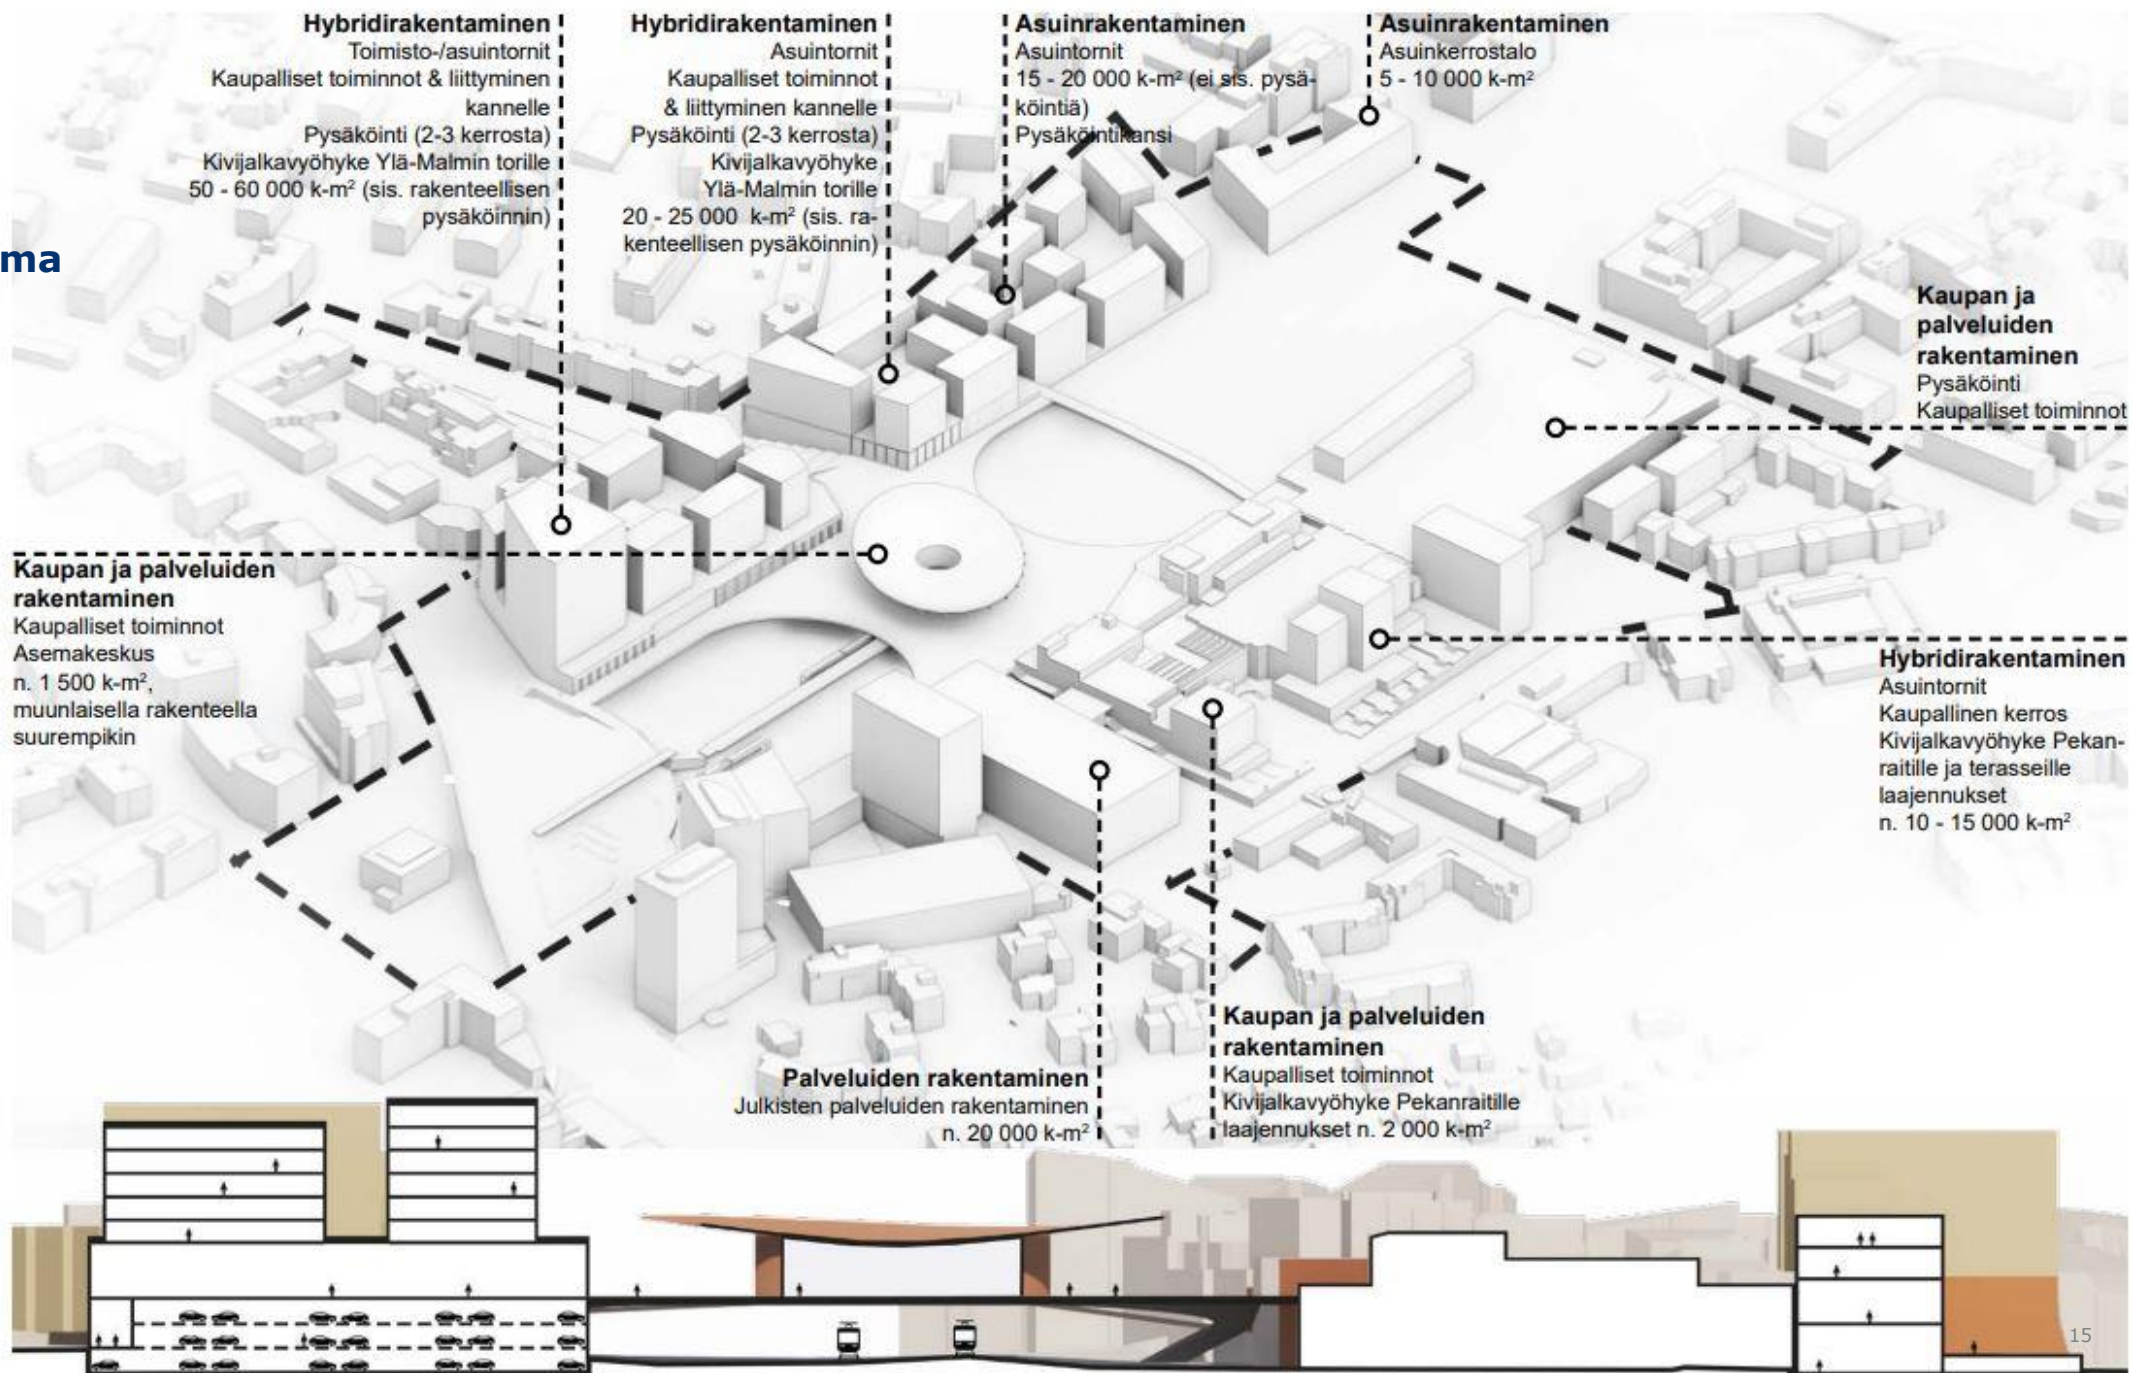 Hybridirakentaminen
Toimisto-/asuintornit
Kaupalliset toiminnot & liittyminen
kannelle
Pysäköinti (2-3 kerrosta)
Kivijalkavyöhyke Ylä-Malmin torille
50 - 60 000 k-m² (sis. rakenteellisen
pysäköinnin)
Hybridirakentaminen
Asuintornit
Kaupalliset toiminnot
& liittyminen kannelle
Pysäköinti (2-3 kerrosta)
Kivijalkavyöhyke
Ylä-Malmin torille
20 - 25 000 k-m² (sis. ra-
kenteellisen pysäköinnin)
Asuinrakentaminen
Asuintornit
15 - 20 000 k-m² (ei sis. pysä-
köintiä)
Pysäköintikansi
Asuinrakentaminen
Asuinkerrostalo
5 - 10 000 k-m²
ma
Kaupan ja
palveluiden
rakentaminen
Pysäköinti
Kaupalliset toiminnot
Kaupan ja palveluiden
rakentaminen
Kaupalliset toiminnot
Asemakeskus
n. 1 500 k-m²,
muunlaisella rakenteella
suurempikin
Hybridirakentaminen
Asuintornit
Kaupallinen kerros
Kivijalkavyöhyke Pekan-
raitille ja terasseille
laajennukset
n. 10 - 15 000 k-m²
Palveluiden rakentaminen
Julkisten palveluiden rakentaminen
n. 20 000 k-m²
Kaupan ja palveluiden
rakentaminen
Kaupalliset toiminnot
Kivijalkavyöhyke Pekanraitille
laajennukset n. 2 000 k-m²
15